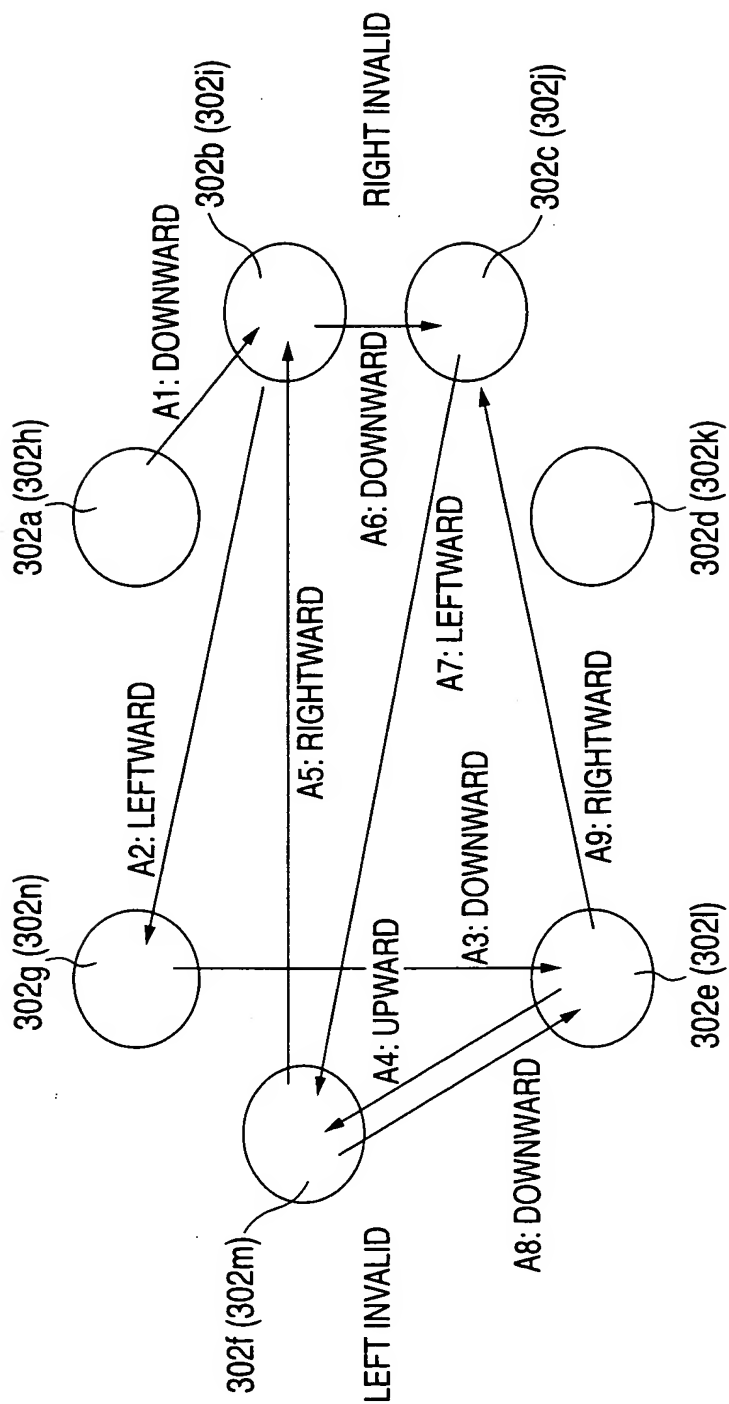 302g (302n)
302a (302h)
A1: DOWNWARD
302b (302i)
A2: LEFTWARD
302f (302m)
A5: RIGHTWARD
A6: DOWNWARD
RIGHT INVALID
LEFT INVALID
A4: UPWARD
A7: LEFTWARD
A3: DOWNWARD
302c (302j)
A8: DOWNWARD
A9: RIGHTWARD
302e (302l)
302d (302k)